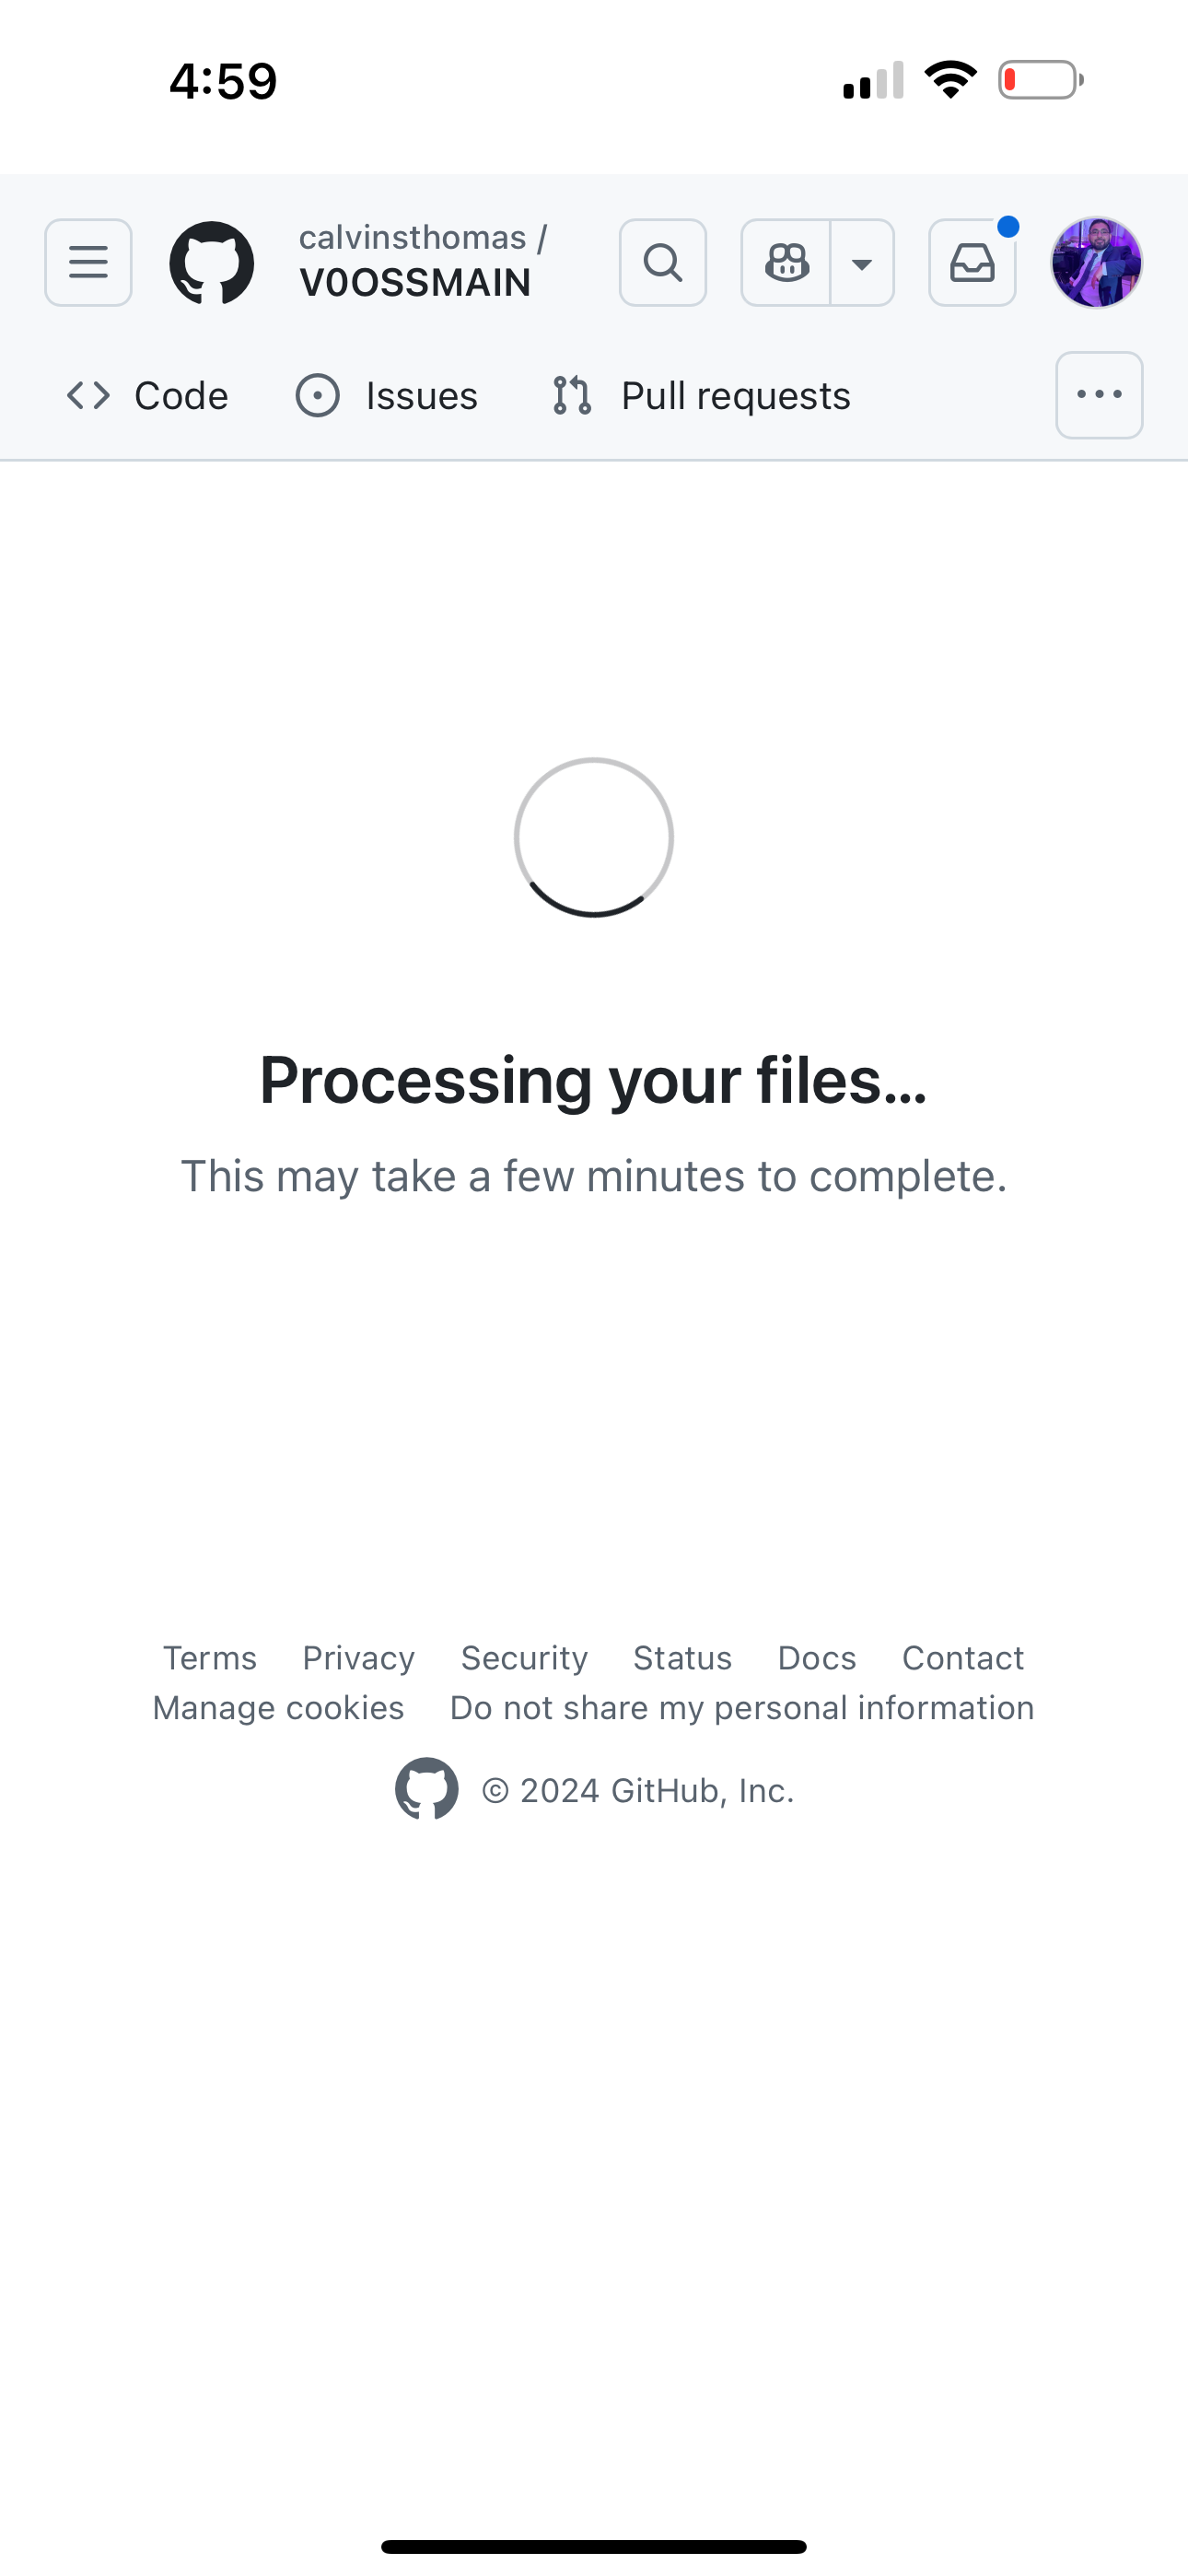 4:59
calvinsthomas /
V0OSSMAIN
Code Issues Pull requests
Processing your files...
This may take a few minutes to complete.
Terms Privacy Security Status Docs Contact
Manage cookies Do not share my personal information
© 2024 GitHub, Inc.